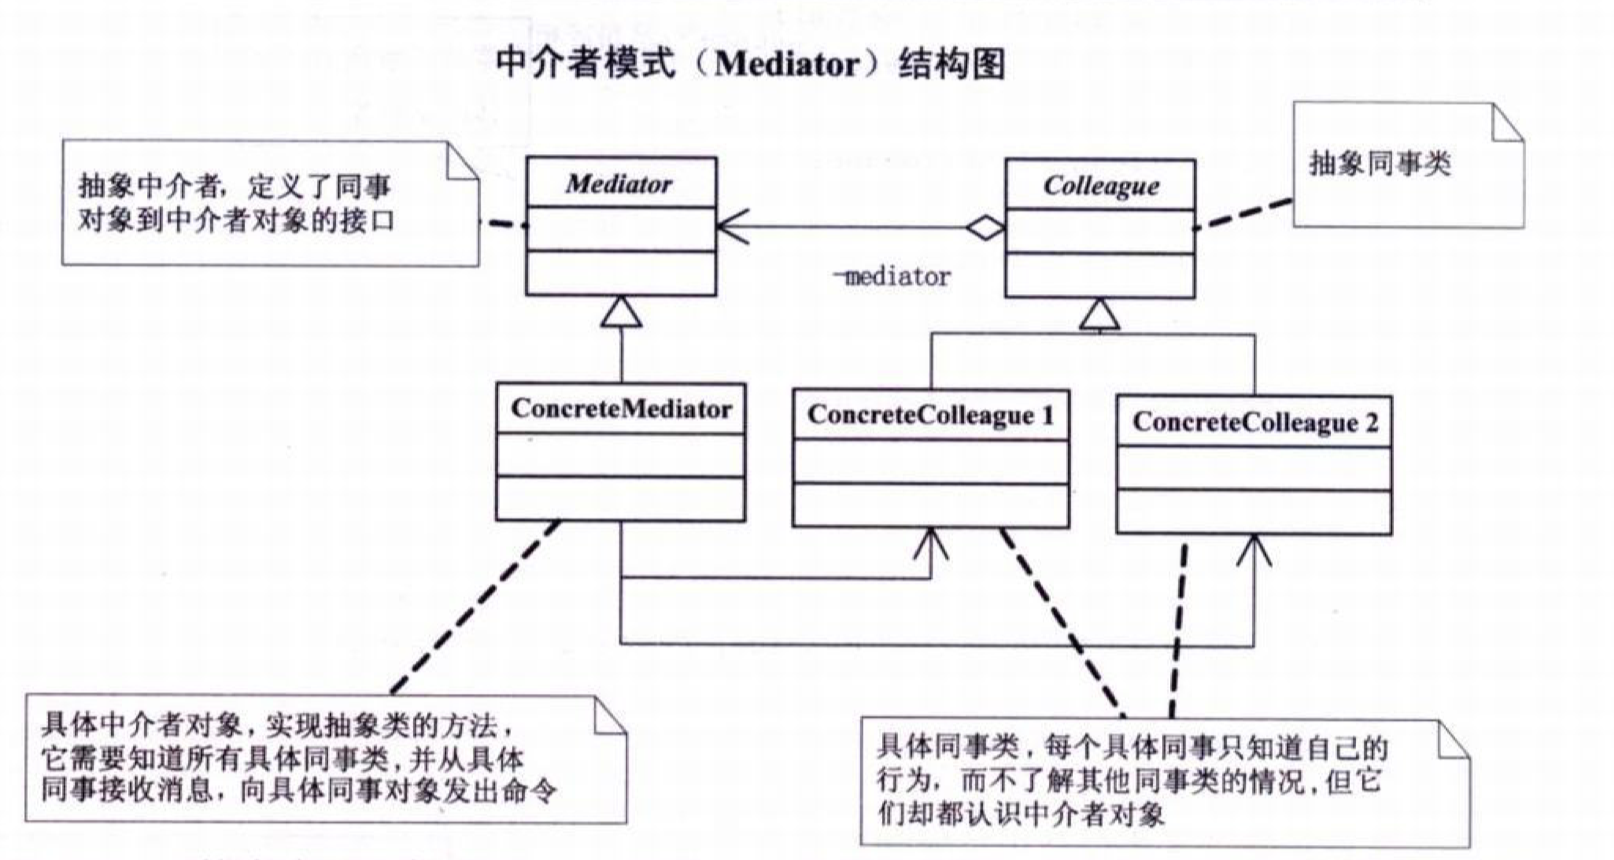 中介者模式（Mediator）结构图
抽象中介者，定义了同事
对象到中介者对象的接口
Mediator
Colleague
抽象同事类
-mediator
ConcreteMediator
ConcreteColleague 1
ConcreteColleague 2
具体中介者对象，实现抽象类的方法，
它需要知道所有具体同事类，并从具体
同事接收消息，向具体同事对象发出命令
具体同事类，每个具体同事只知道自己的
行为，而不了解其他同事类的情况，但它
们却都认识中介者对象